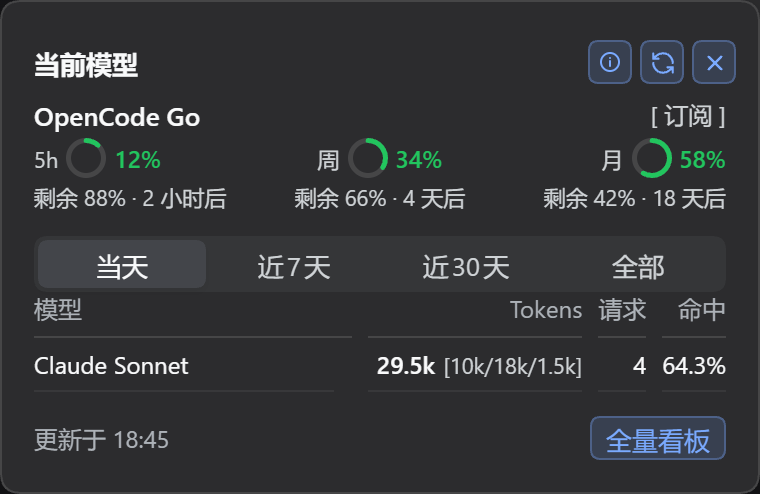 当前模型
OpenCode Go [ 订阅 ]
5h 12% 周 34% 月 58%
剩余 88% · 2 小时后 剩余 66% · 4 天后 剩余 42% · 18 天后
当天 近7天 近30天 全部
模型 Tokens 请求 命中
Claude Sonnet 29.5k [10k/18k/1.5k] 4 64.3%
更新于 18:45 全量看板